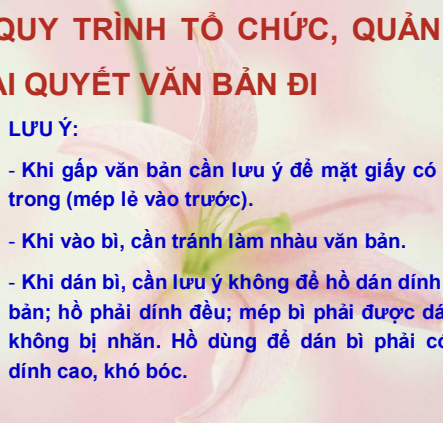 QUY TRÌNH TỔ CHỨC, QUẢN
QUYẾT VĂN BẢN ĐI
LƯU Ý:
- Khi gấp văn bản cần lưu ý để mặt giấy có
trong (mép lẻ vào trước).
- Khi vào bì, cần tránh làm nhàu văn bản.
- Khi dán bì, cần lưu ý không để hồ dán dính
bản; hồ phải dính đều; mép bì phải được
không bị nhăn. Hồ dùng để dán bì phải
dính cao, khó bóc.